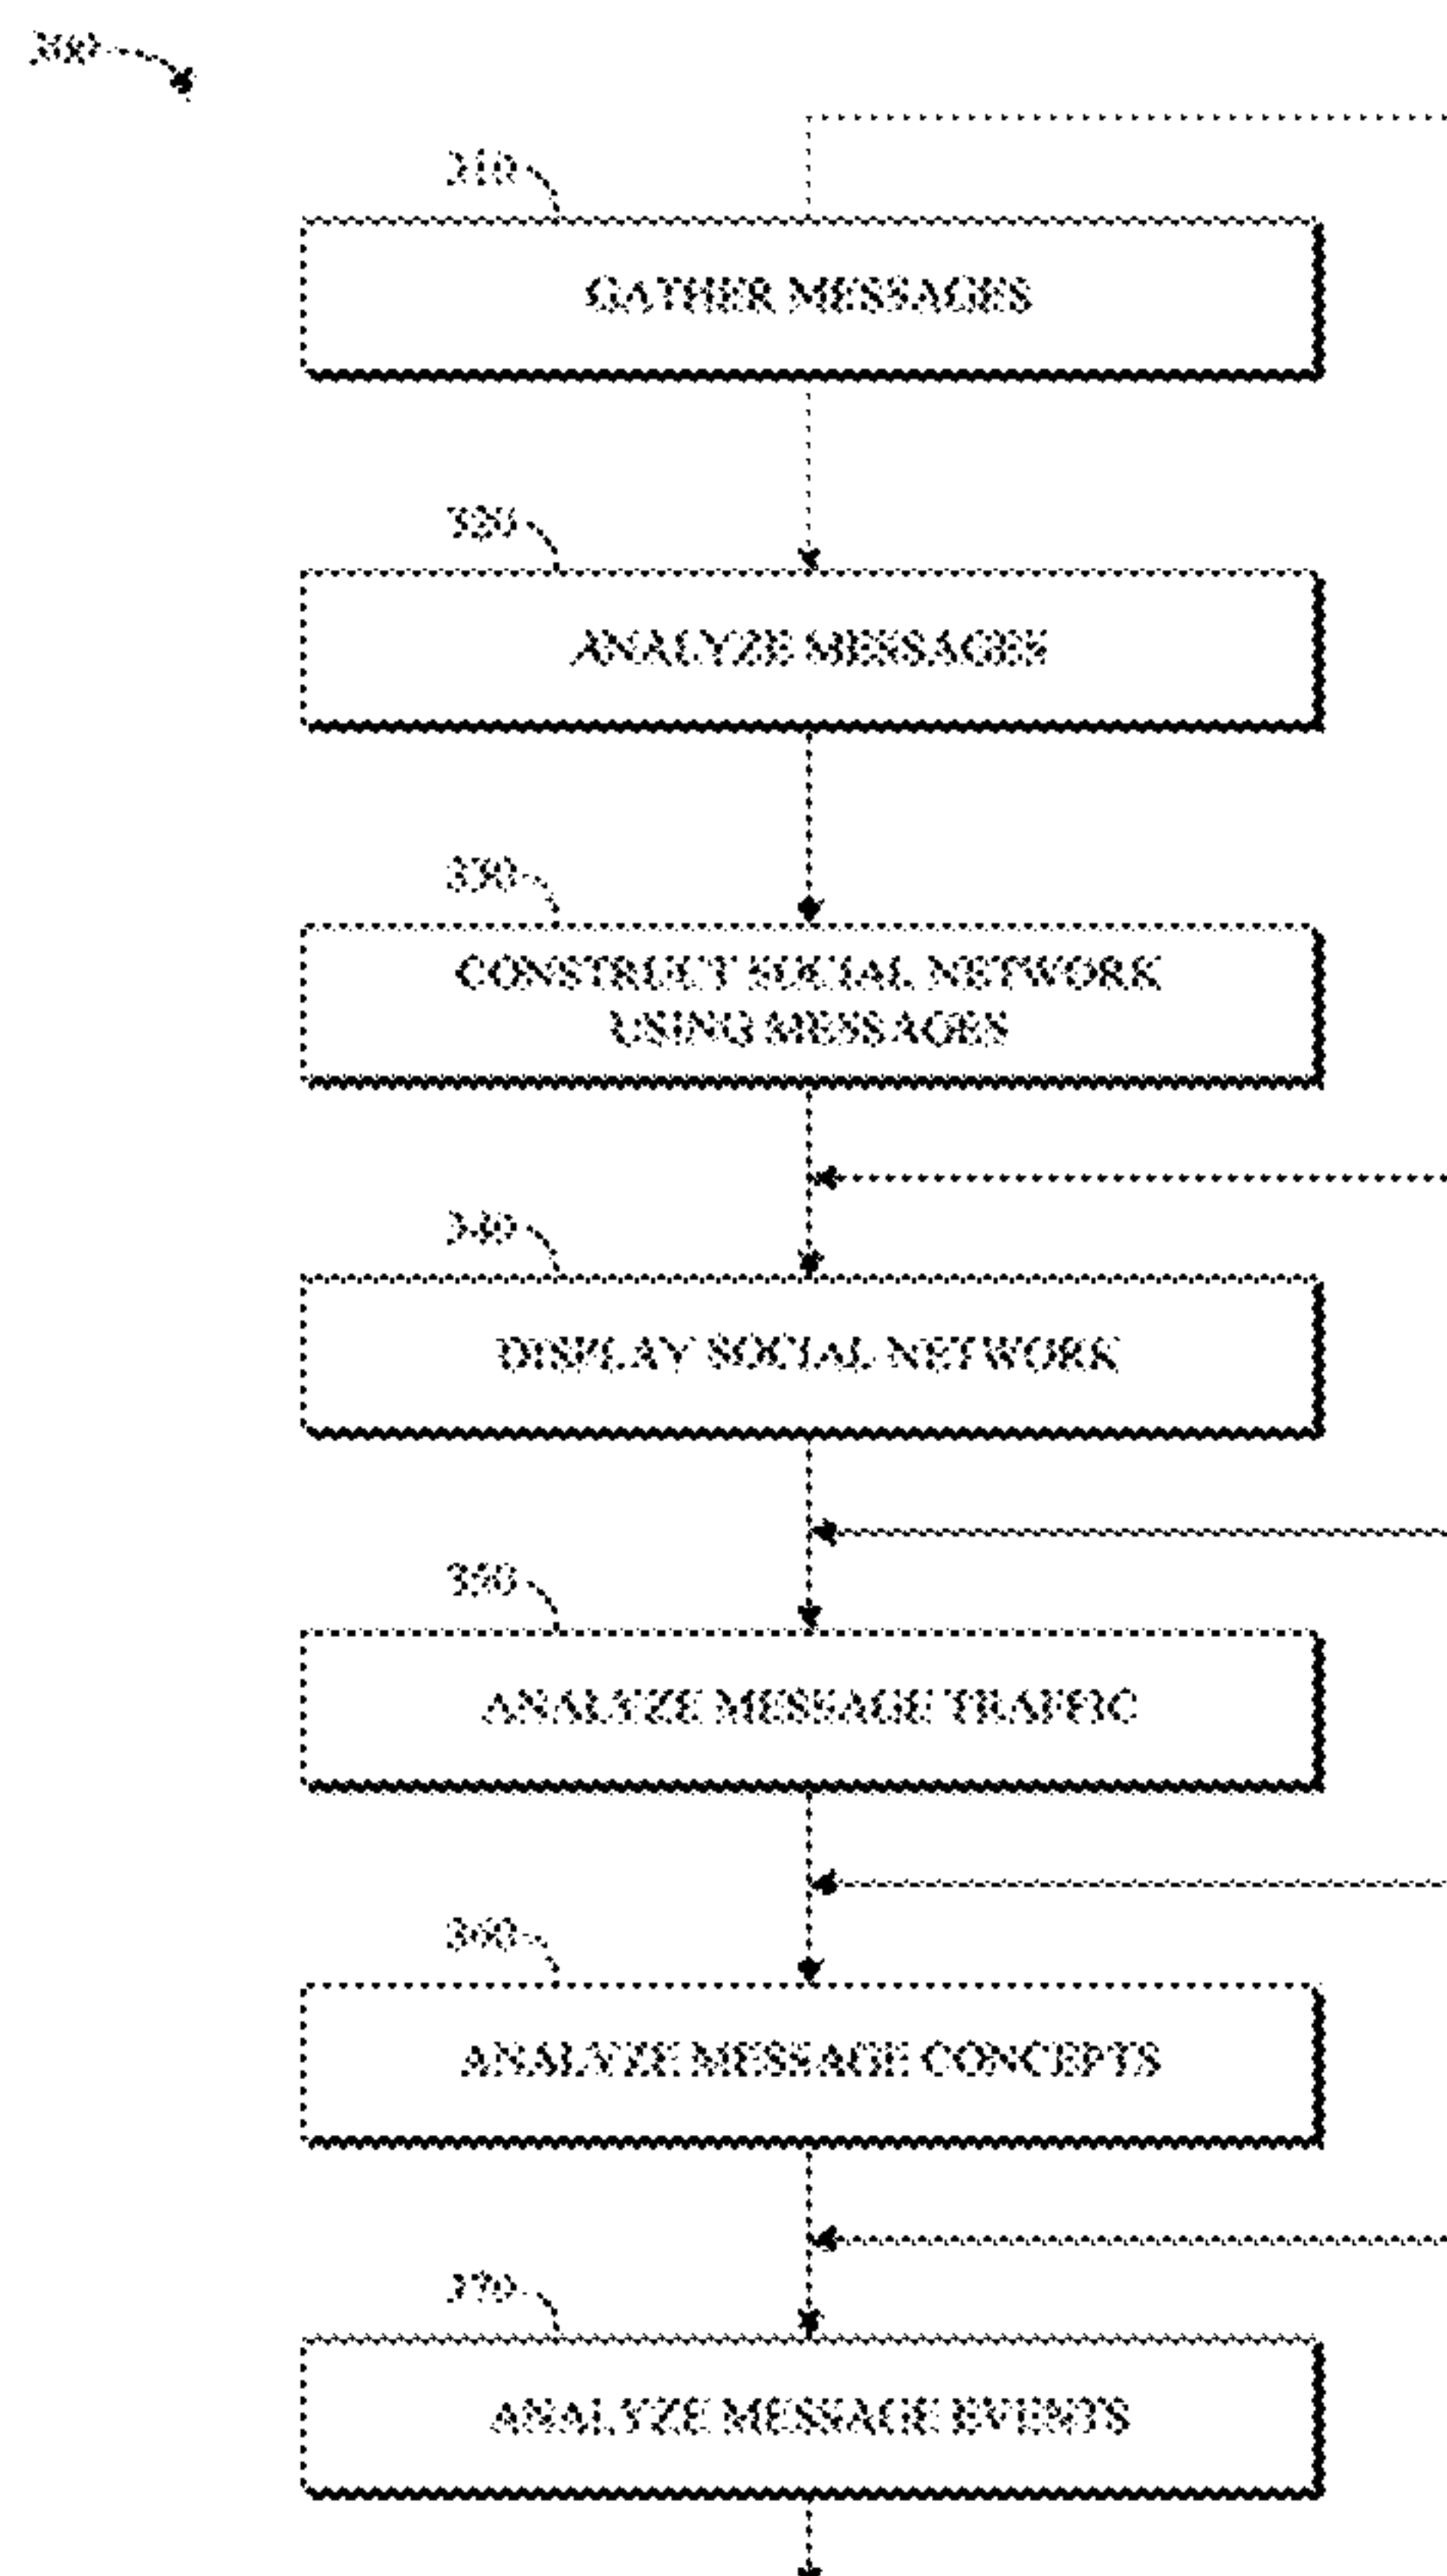 300
310
GATHER MESSAGES
320
ANALYZE MESSAGES
330
CONSTRUCT SOCIAL NETWORK
USING MESSAGES
340
DISPLAY SOCIAL NETWORK
350
ANALYZE MESSAGE TRAFFIC
360
ANALYZE MESSAGE CONCEPTS
370
ANALYZE MESSAGE EVENTS